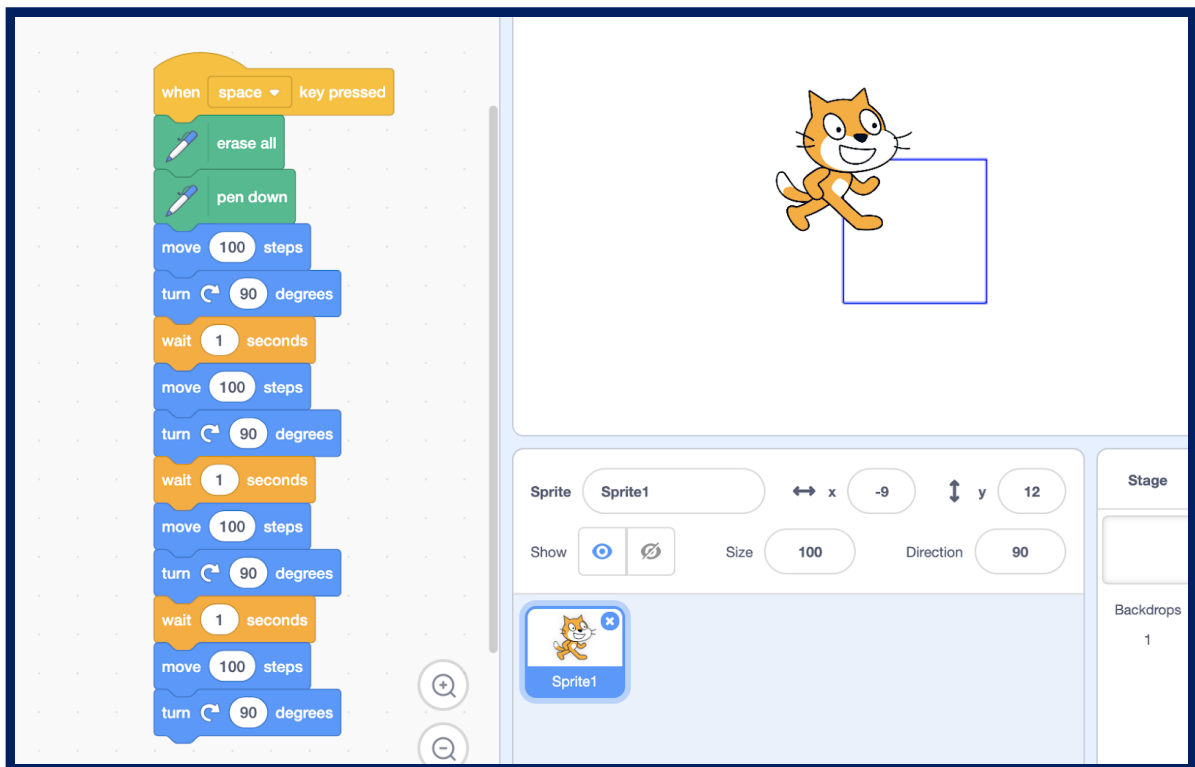 when space key pressed
erase all
pen down
move 100 steps
turn 90 degrees
wait 1 seconds
move 100 steps
turn 90 degrees
wait 1 seconds
move 100 steps
turn 90 degrees
wait 1 seconds
move 100 steps
turn 90 degrees
Sprite Sprite1 x -9 y 12
Show Size 100 Direction 90
Sprite1
Stage
Backdrops
1